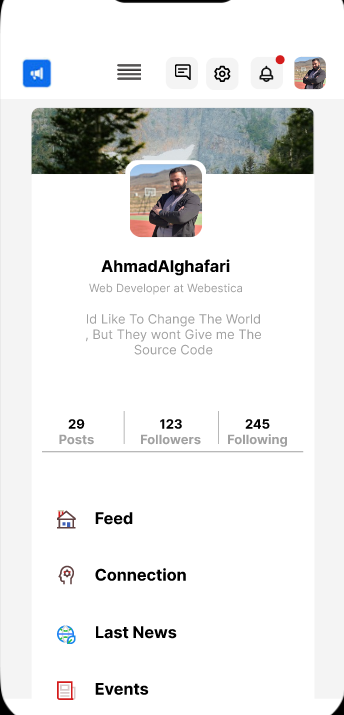 AhmadAlghafari
Web Developer at Webestica
Id Like To Change The World
, But They wont Give me The
Source Code
29 123 245
Posts Followers Following
Feed
Connection
Last News
Events